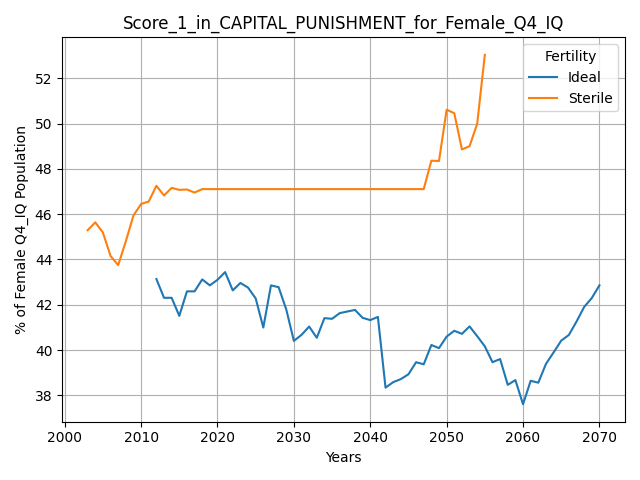 Score_1_in_CAPITAL_PUNISHMENT_for_Female_Q4_IQ
Fertility
Ideal
Sterile
% of Female Q4_IQ Population
52
50
48
46
44
42
40
38
2000
2010
2020
2030
2040
2050
2060
2070
Years